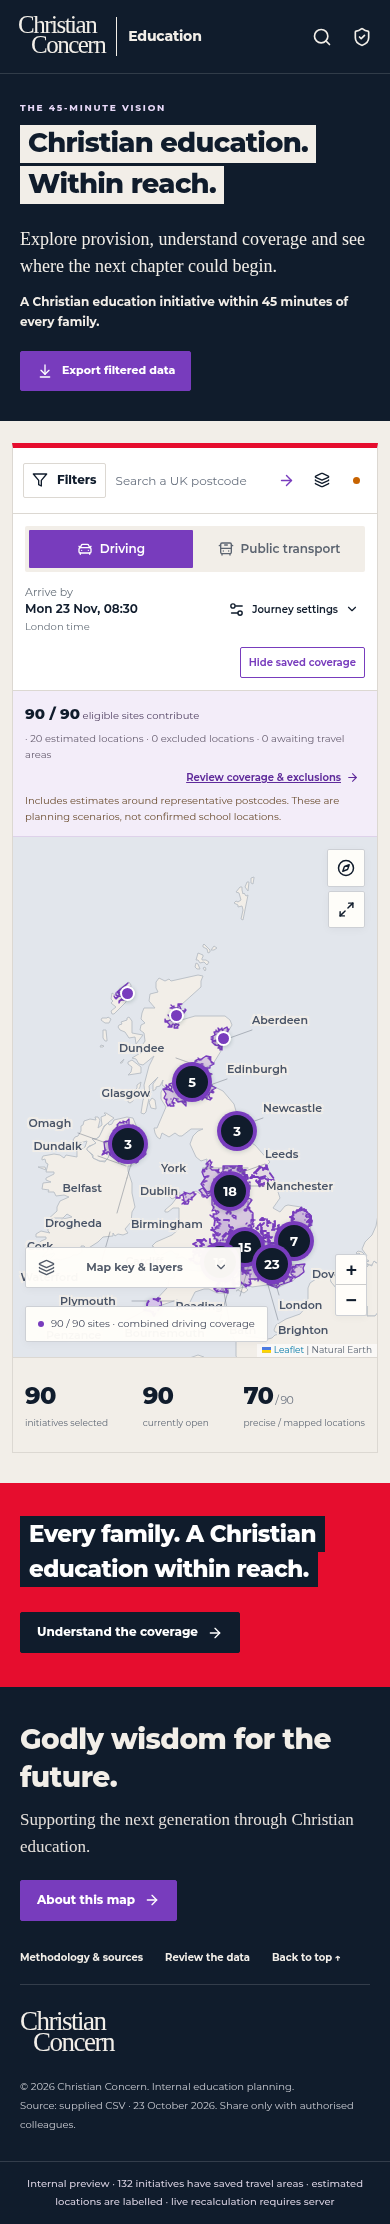 Christian
Concern
Education
THE 45-MINUTE VISION
Christian education.
Within reach.
Explore provision, understand coverage and see
where the next chapter could begin.
A Christian education initiative within 45 minutes of
every family.
Export filtered data
Filters
Search a UK postcode
Driving
Public transport
Arrive by
Mon 23 Nov, 08:30
London time
Journey settings
Hide saved coverage
90 / 90 eligible sites contribute
· 20 estimated locations · 0 excluded locations · 0 awaiting travel
areas
Review coverage & exclusions
Includes estimates around representative postcodes. These are
planning scenarios, not confirmed school locations.
Aberdeen
Dundee
Edinburgh
5
Glasgow
Newcastle
Omagh
3
3
Dundalk
Leeds
York
Belfast
Dublin
18
Manchester
Drogheda
Birmingham
Cork
15
7
23
Map key & layers
Dov
+
Plymouth
Reading
London
−
90 / 90 sites · combined driving coverage
Brighton
Leaflet | Natural Earth
90
initiatives selected
90
currently open
70 / 90
precise / mapped locations
Every family. A Christian
education within reach.
Understand the coverage
Godly wisdom for the
future.
Supporting the next generation through Christian
education.
About this map
Methodology & sources
Review the data
Back to top ↑
Christian
Concern
© 2026 Christian Concern. Internal education planning.
Source: supplied CSV · 23 October 2026. Share only with authorised
colleagues.
Internal preview · 132 initiatives have saved travel areas · estimated
locations are labelled · live recalculation requires server